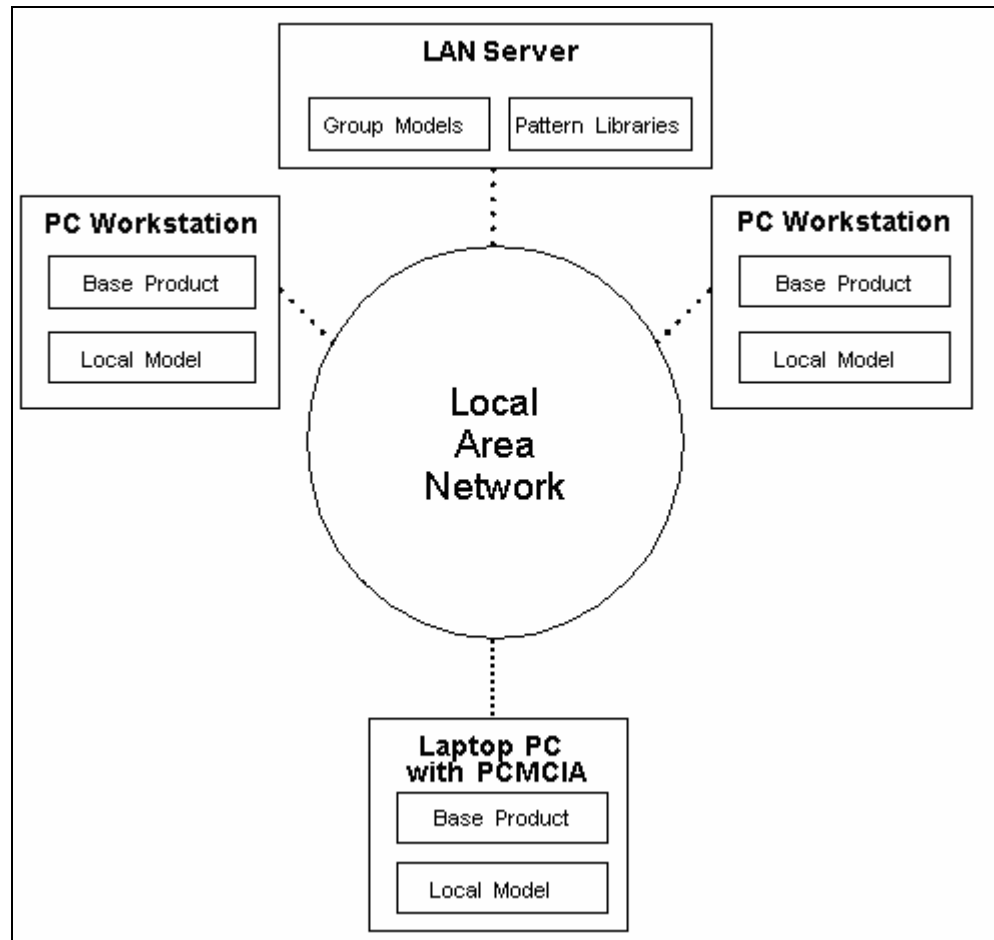 LAN Server
Group Models
Pattern Libraries
PC Workstation
Base Product
Local Model
PC Workstation
Base Product
Local Model
Local
Area
Network
Laptop PC
with PCMCIA
Base Product
Local Model